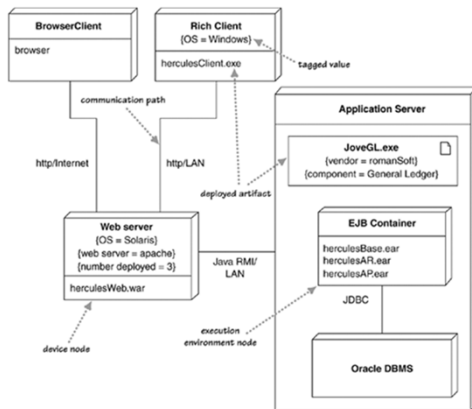 BrowserClient
browser
Rich Client
{OS = Windows}
herculesClient.exe
tagged value
communication path
http/Internet
http/LAN
deployed artifact
Application Server
JoveGL.exe
{vendor = romanSoft}
{component = General Ledger}
Web server
{OS = Solaris}
{web server = apache}
{number deployed = 3}
herculesWeb.war
Java RMI/
LAN
EJB Container
herculesBase.ear
herculesAR.ear
herculesAP.ear
JDBC
device node
execution
environment node
Oracle DBMS